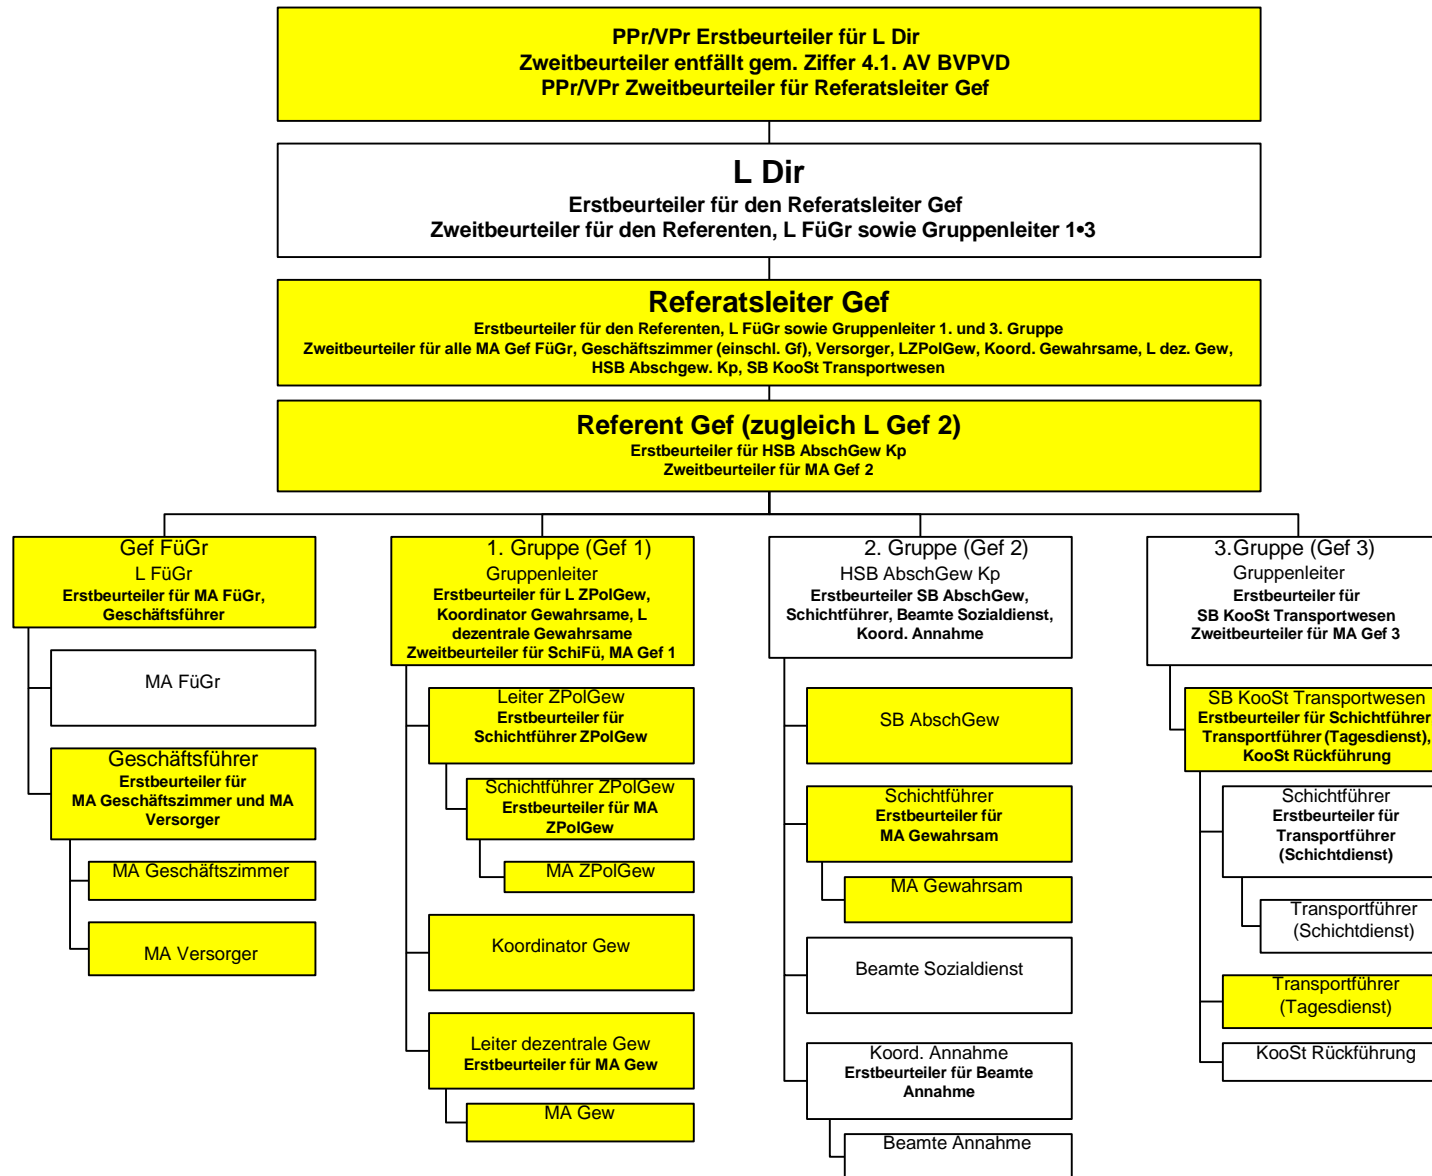 PPr/VPr Erstbeurteiler für L Dir
Zweitbeurteiler entfällt gem. Ziffer 4.1. AV BVPVD
PPr/VPr Zweitbeurteiler für Referatsleiter Gef
L Dir
Erstbeurteiler für den Referatsleiter Gef
Zweitbeurteiler für den Referenten, L FüGr sowie Gruppenleiter 1•3
Referatsleiter Gef
Erstbeurteiler für den Referenten, L FüGr sowie Gruppenleiter 1. und 3. Gruppe
Zweitbeurteiler für alle MA Gef FüGr, Geschäftszimmer (einschl. Gf), Versorger, LZPolGew, Koord. Gewahrsame, L dez. Gew,
HSB Abschgew. Kp, SB KooSt Transportwesen
Referent Gef (zugleich L Gef 2)
Erstbeurteiler für HSB AbschGew Kp
Zweitbeurteiler für MA Gef 2
Gef FüGr
L FüGr
Erstbeurteiler für MA FüGr,
Geschäftsführer
MA FüGr
Geschäftsführer
Erstbeurteiler für
MA Geschäftszimmer und MA
Versorger
MA Geschäftszimmer
MA Versorger
1. Gruppe (Gef 1)
Gruppenleiter
Erstbeurteiler für L ZPolGew,
Koordinator Gewahrsame, L
dezentrale Gewahrsame
Zweitbeurteiler für SchiFü, MA Gef 1
Leiter ZPolGew
Erstbeurteiler für
Schichtführer ZPolGew
Schichtführer ZPolGew
Erstbeurteiler für MA
ZPolGew
MA ZPolGew
Koordinator Gew
Leiter dezentrale Gew
Erstbeurteiler für MA Gew
MA Gew
2. Gruppe (Gef 2)
HSB AbschGew Kp
Erstbeurteiler SB AbschGew,
Schichtführer, Beamte Sozialdienst,
Koord. Annahme
SB AbschGew
Schichtführer
Erstbeurteiler für
MA Gewahrsam
MA Gewahrsam
Beamte Sozialdienst
Koord. Annahme
Erstbeurteiler für Beamte
Annahme
Beamte Annahme
3.Gruppe (Gef 3)
Gruppenleiter
Erstbeurteiler für
SB KooSt Transportwesen
Zweitbeurteiler für MA Gef 3
SB KooSt Transportwesen
Erstbeurteiler für Schichtführer
Transportführer (Tagesdienst),
KooSt Rückführung
Schichtführer
Erstbeurteiler für
Transportführer
(Schichtdienst)
Transportführer
(Schichtdienst)
Transportführer
(Tagesdienst)
KooSt Rückführung